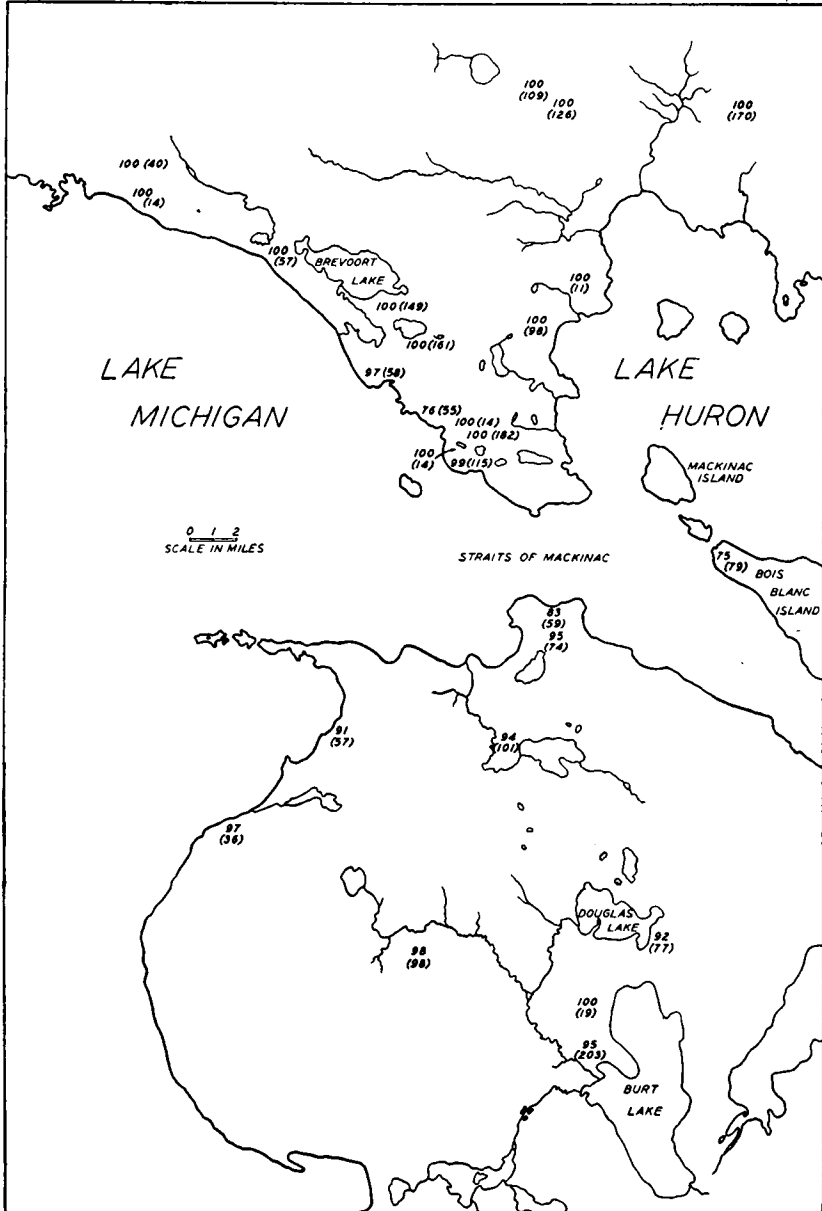 100
(109)
100
(126)
100
(170)
100 (40)
100
(14)
100
(57)
BREVOORT
LAKE
100
(11)
100 (149)
100
(98)
100 (161)
LAKE
MICHIGAN
LAKE
HURON
97 (58)
76 (55)
100 (14)
100 (182)
100
(14)
99 (115)
MACKINAC
ISLAND
0 1 2
SCALE IN MILES
STRAITS OF MACKINAC
75
(79)
BOIS
BLANC
ISLAND
83
(59)
95
(74)
91
(57)
94
(101)
97
(36)
DOUGLAS
LAKE
92
(77)
98
(98)
100
(19)
95
(203)
BURT
LAKE